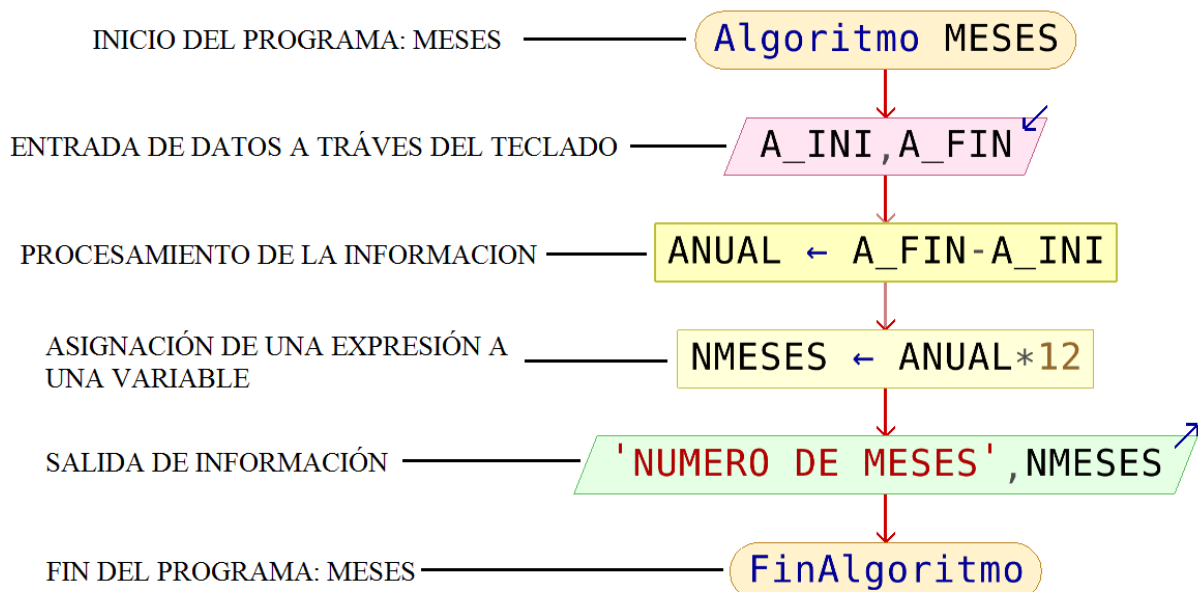 INICIO DEL PROGRAMA: MESES
Algoritmo MESES
ENTRADA DE DATOS A TRÁVES DEL TECLADO
A_INI,A_FIN
PROCESAMIENTO DE LA INFORMACION
ANUAL ← A_FIN-A_INI
ASIGNACIÓN DE UNA EXPRESIÓN A
UNA VARIABLE
NMESES ← ANUAL*12
SALIDA DE INFORMACIÓN
'NUMERO DE MESES',NMESES
FIN DEL PROGRAMA: MESES
FinAlgoritmo